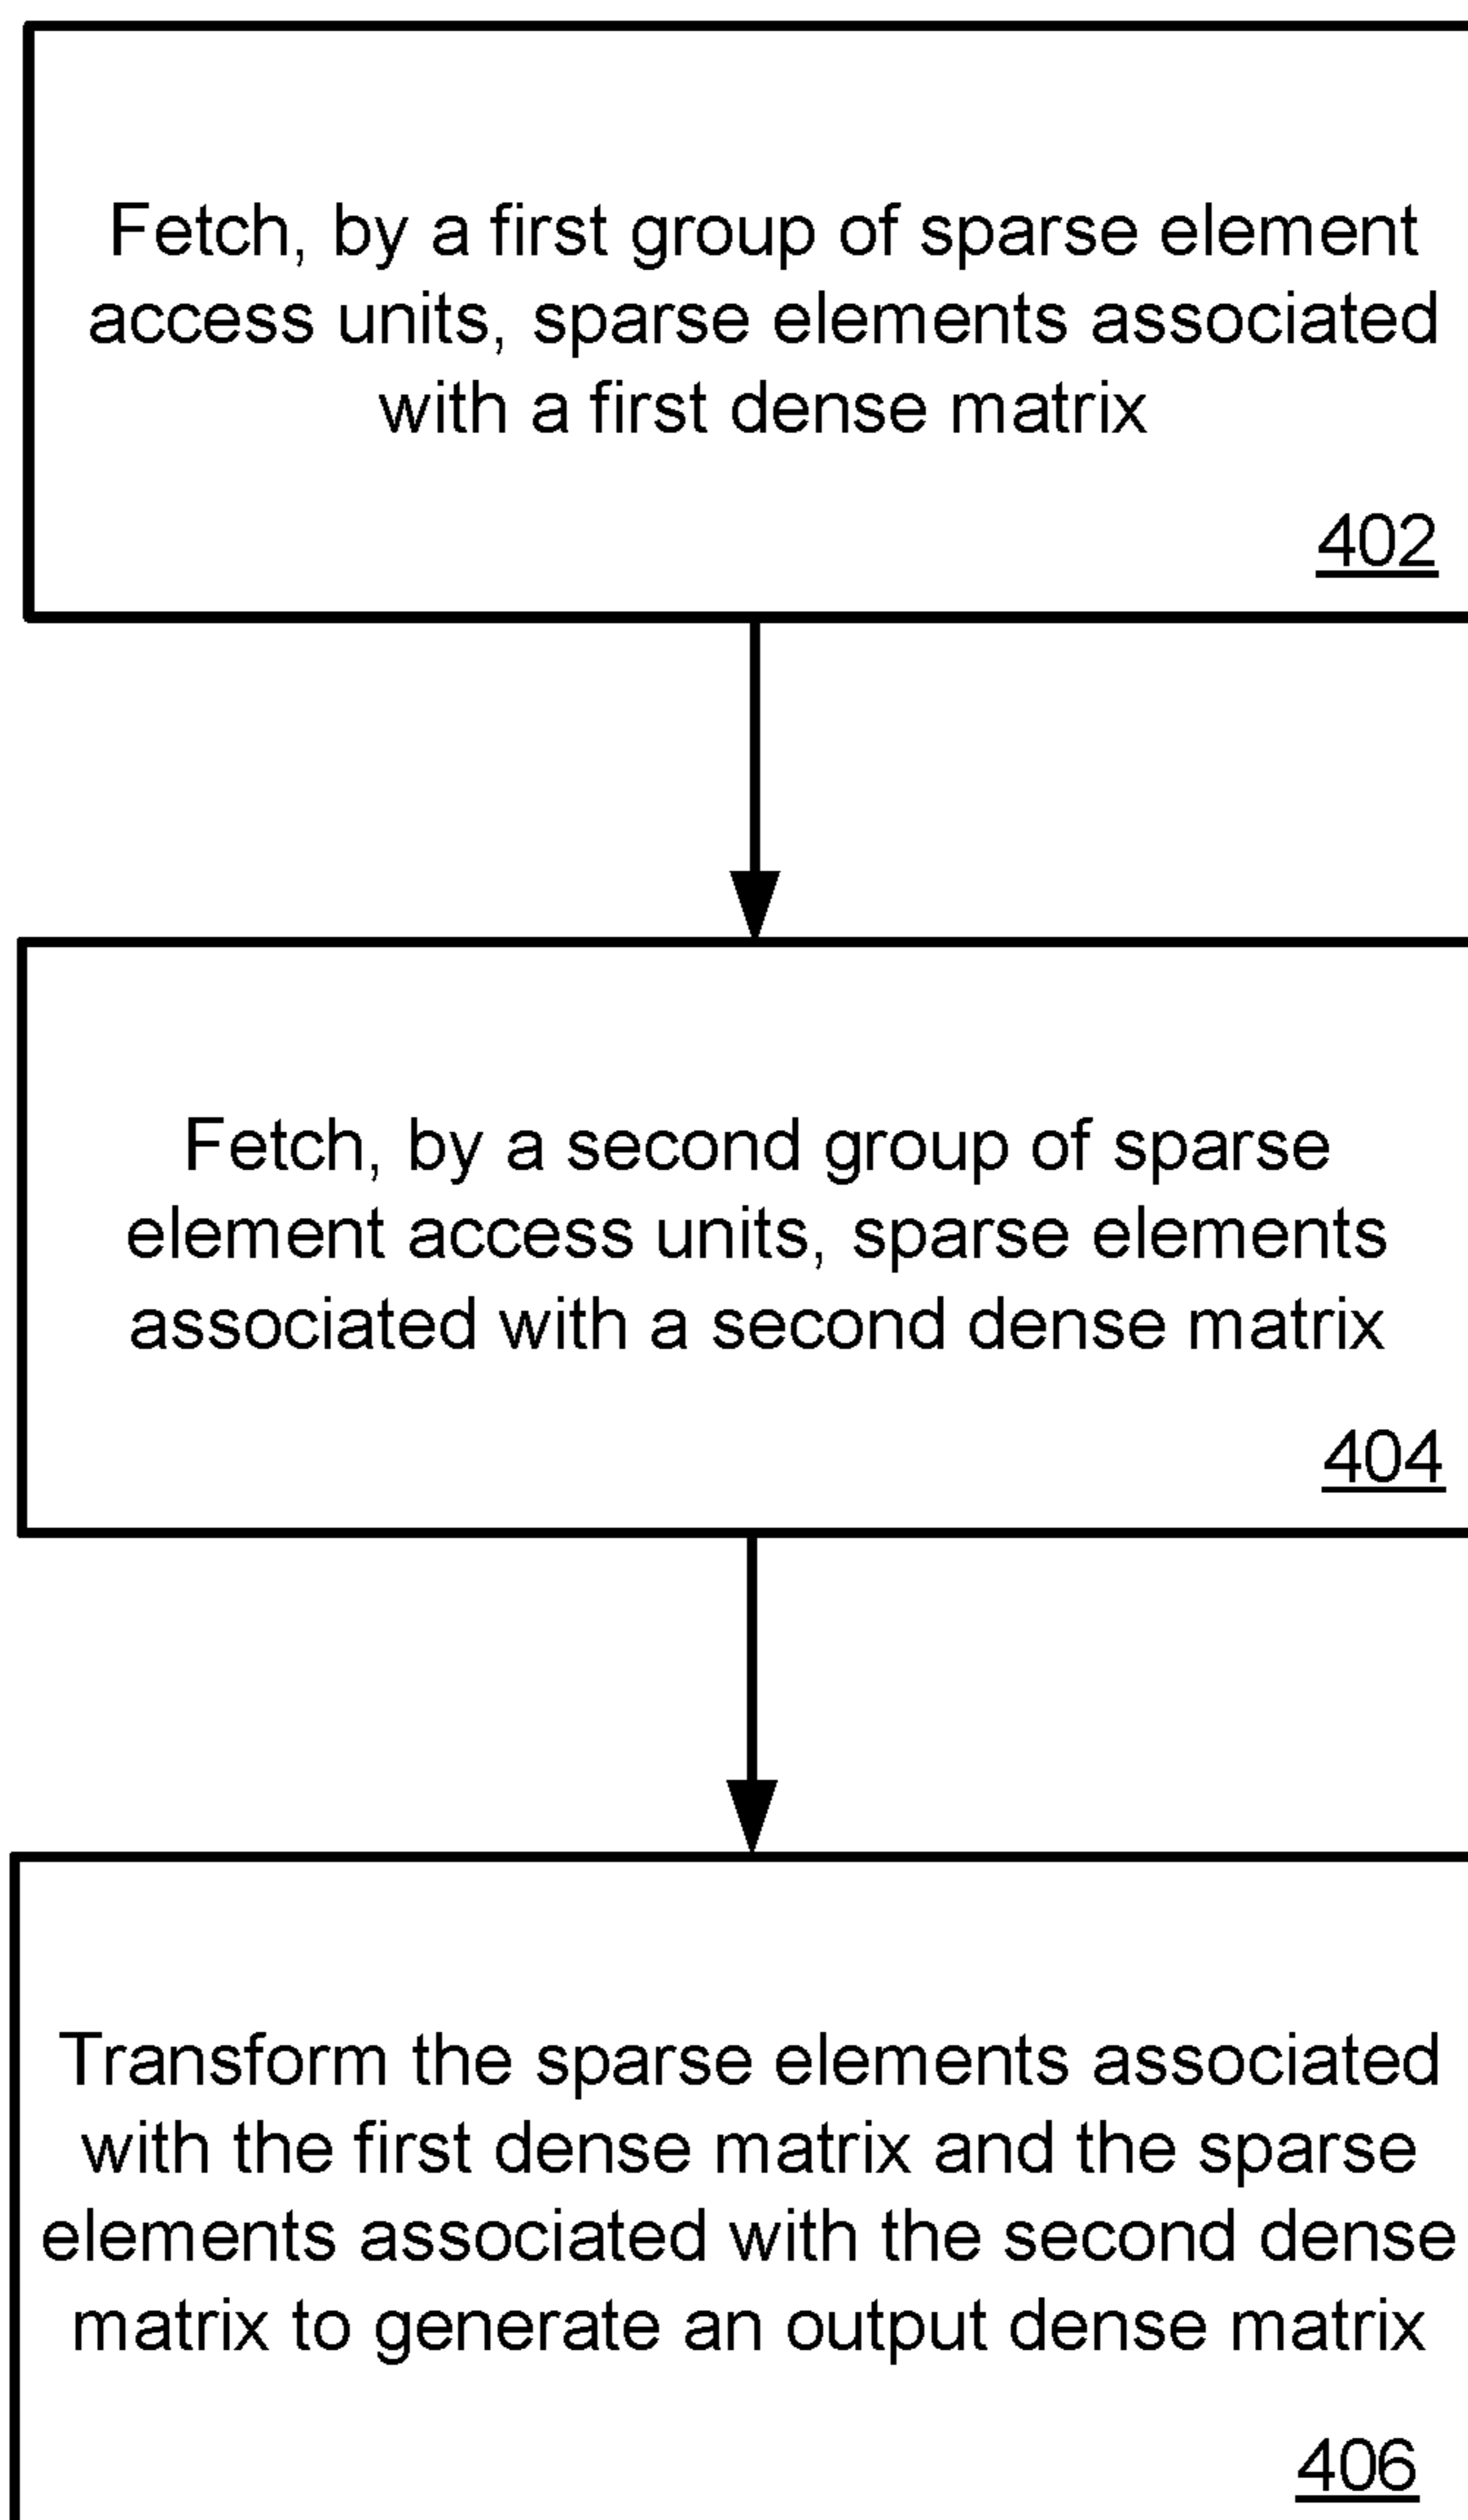 Fetch, by a first group of sparse element
access units, sparse elements associated
with a first dense matrix
402
Fetch, by a second group of sparse
element access units, sparse elements
associated with a second dense matrix
404
Transform the sparse elements associated
with the first dense matrix and the sparse
elements associated with the second dense
matrix to generate an output dense matrix
406